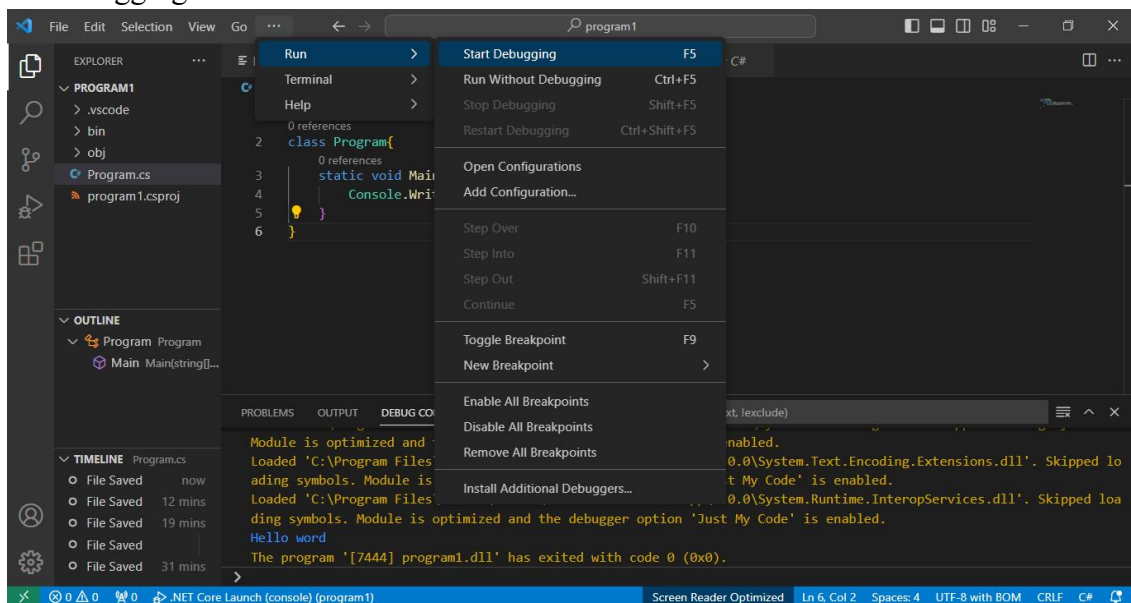 File Edit Selection View Go ... program1
EXPLORER ...
PROGRAM1
.vscode
bin
obj
Program.cs
program1.csproj
OUTLINE
Program Program
Main Main(string[]...
TIMELINE Program.cs
File Saved now
File Saved 12 mins
File Saved 19 mins
File Saved
File Saved 31 mins
Run
Terminal
Help
Start Debugging F5
Run Without Debugging Ctrl+F5
Stop Debugging Shift+F5
Restart Debugging Ctrl+Shift+F5
Open Configurations
Add Configuration...
Step Over F10
Step Into F11
Step Out Shift+F11
Continue F5
Toggle Breakpoint F9
New Breakpoint
Enable All Breakpoints
Disable All Breakpoints
Remove All Breakpoints
Install Additional Debuggers...
C#
0 references
2 class Program{
0 references
3 static void Mai
4 Console.Wri
5 }
6 }
PROBLEMS OUTPUT DEBUG CO xt, !exclude)
Module is optimized and nabled.
Loaded 'C:\Program Files 0.0\System.Text.Encoding.Extensions.dll'. Skipped lo
ading symbols. Module is t My Code' is enabled.
Loaded 'C:\Program Files 0.0\System.Runtime.InteropServices.dll'. Skipped loa
ding symbols. Module is optimized and the debugger option 'Just My Code' is enabled.
Hello word
The program '[7444] program1.dll' has exited with code 0 (0x0).
>
0 0 0 .NET Core Launch (console) (program1) Screen Reader Optimized Ln 6, Col 2 Spaces: 4 UTF-8 with BOM CRLF C#